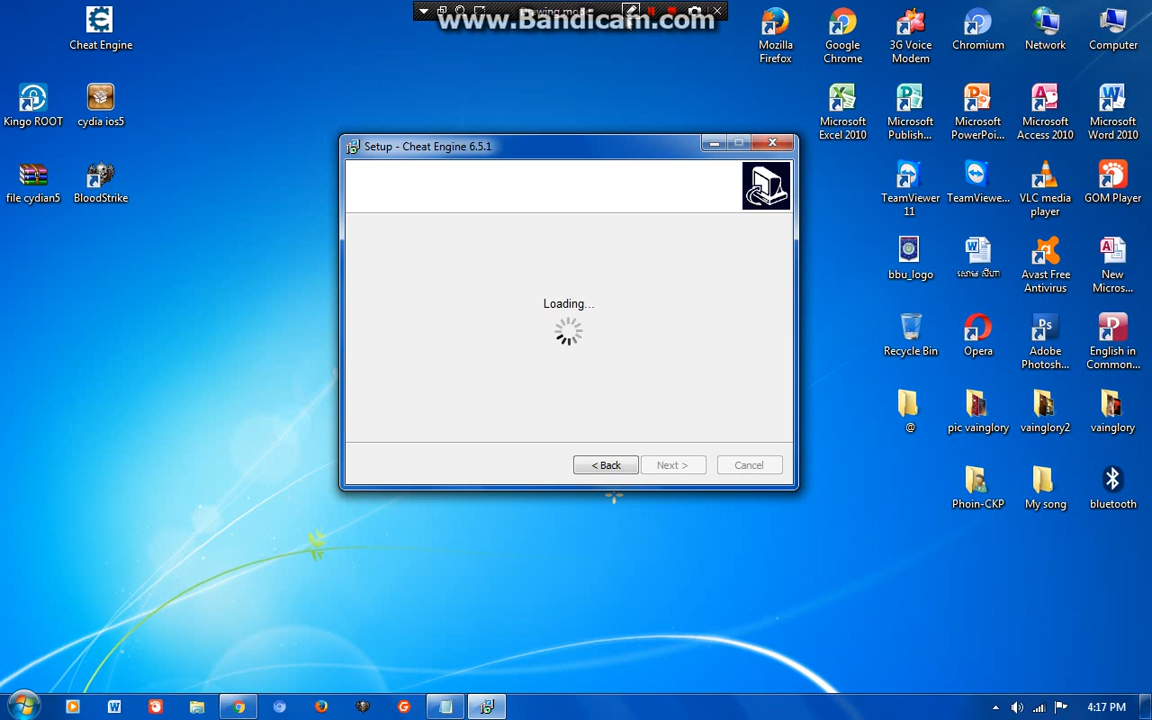 www.Bandicam.com
Cheat Engine
Mozilla
Firefox
Google
Chrome
3G Voice
Modem
Chromium
Network
Computer
Kingo ROOT
cydia ios5
Microsoft
Excel 2010
Microsoft
Publish...
Microsoft
PowerPoi...
Microsoft
Access 2010
Microsoft
Word 2010
Setup - Cheat Engine 6.5.1
file cydian5
BloodStrike
TeamViewer
11
TeamViewe...
VLC media
player
GOM Player
bbu_logo
សោម សីហា
Avast Free
Antivirus
New
Micros...
Loading...
Recycle Bin
Opera
Adobe
Photosh...
English in
Common...
@
pic vainglory
vainglory2
vainglory
< Back
Next >
Cancel
Phoin-CKP
My song
bluetooth
4:17 PM